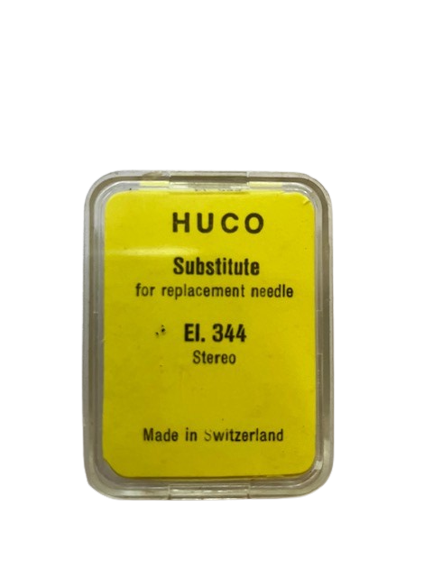 HUCO
Substitute
for replacement needle
El. 344
Stereo
Made in Switzerland